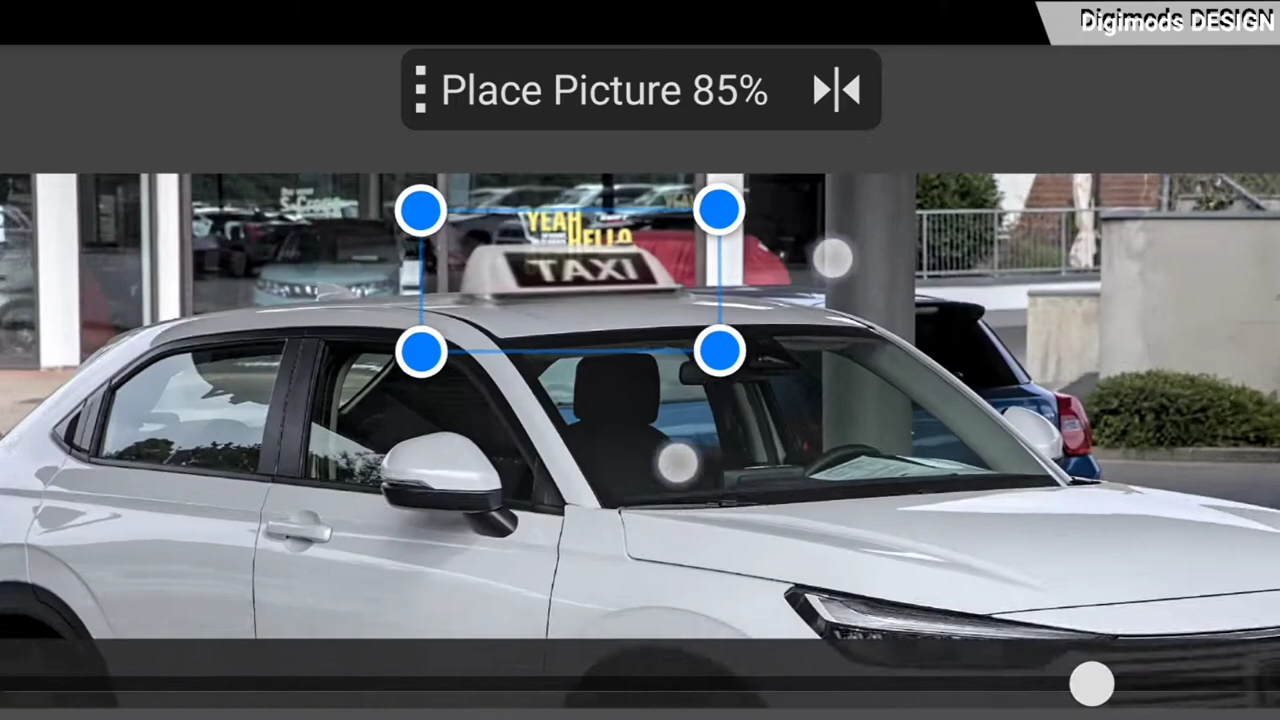 Digimods DESIGN
Place Picture 85%
YEAH
HELLO
TAXI